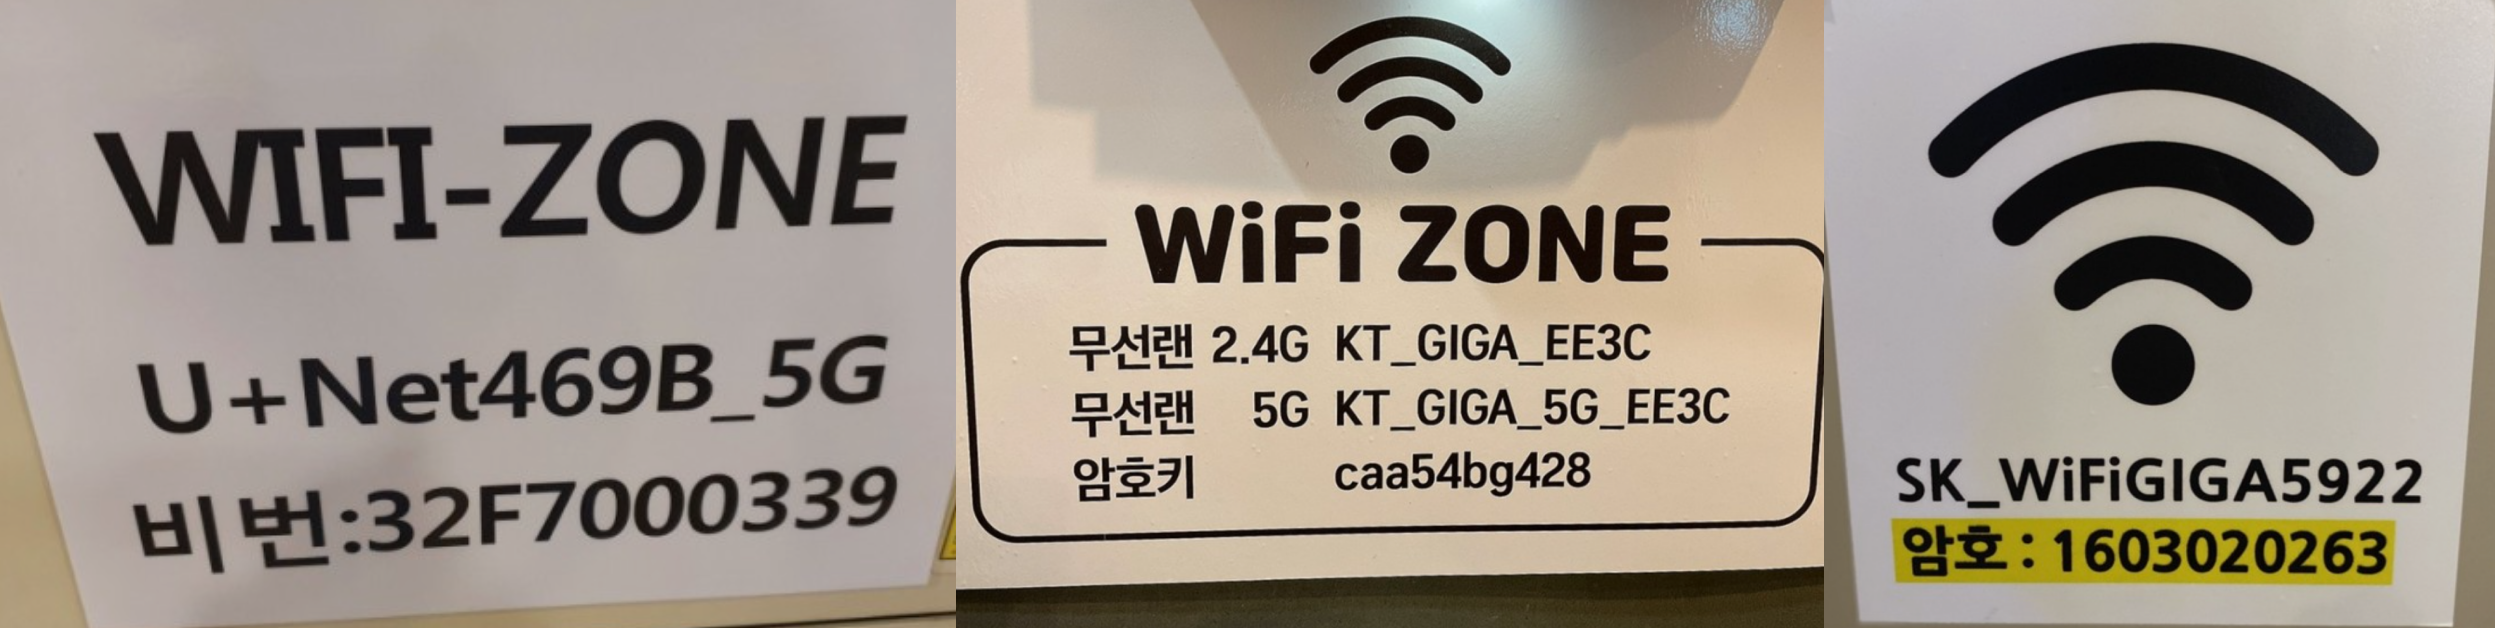 WIFI-ZONE
U+Net469B_5G
비번:32F7000339
WiFi ZONE
무선랜 2.4G KT_GIGA_EE3C
무선랜 5G KT_GIGA_5G_EE3C
암호키 caa54bg428
SK_WiFiGIGA5922
암호 : 1603020263